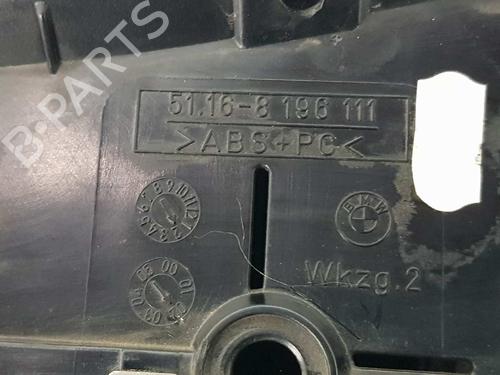 51.16-8 196 111
>ABS+PC<
BMW
Wkzg.2
B-PARTS